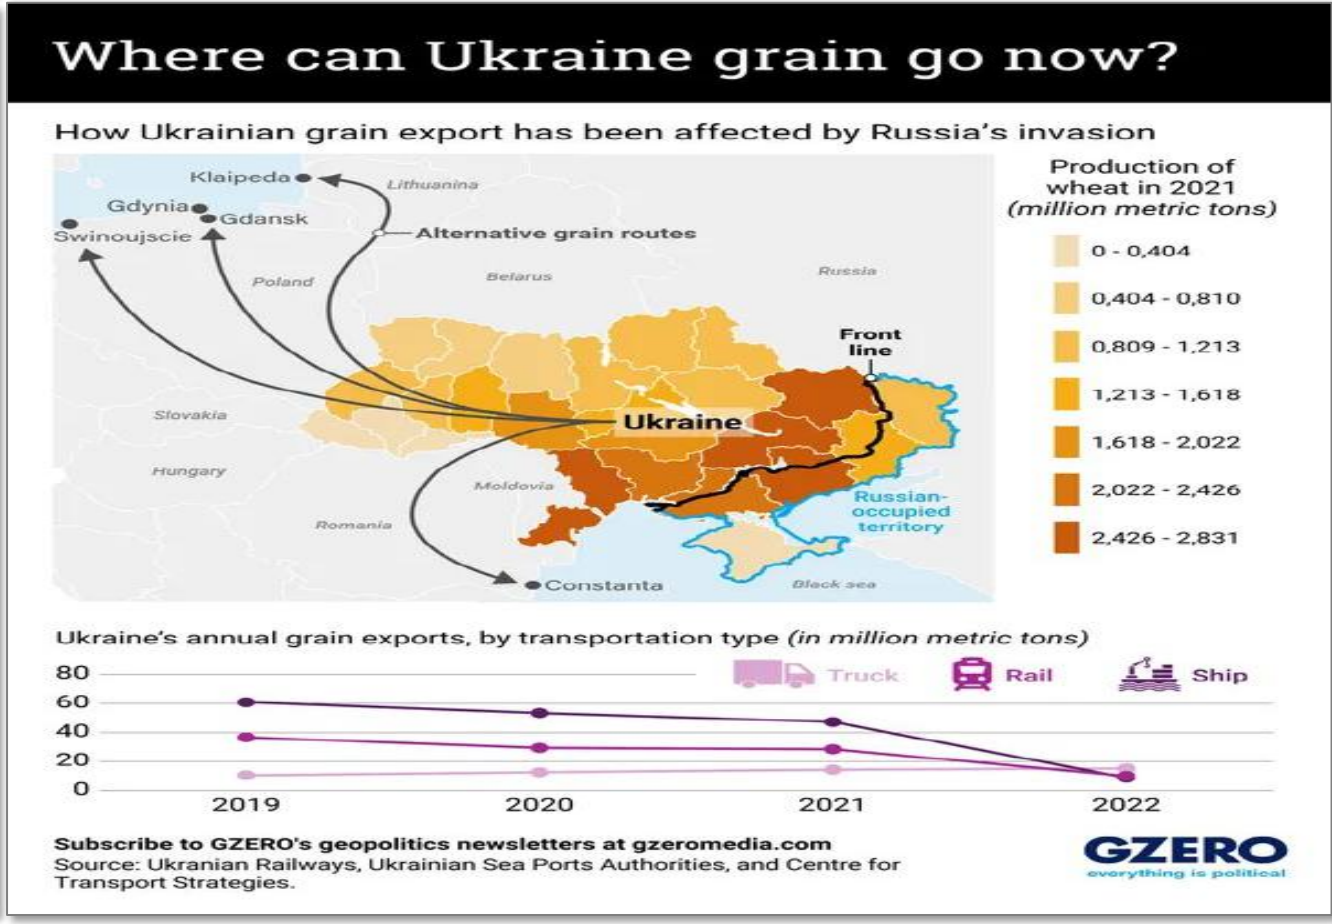 Where can Ukraine grain go now?
How Ukrainian grain export has been affected by Russia's invasion
Klaipeda
Lithuanina
Gdynia
Gdansk
Swinoujscie
Alternative grain routes
Poland
Belarus
Russia
Front
line
Slovakia
Ukraine
Hungary
Moldovia
Romania
Russian-
occupied
territory
Constanta
Black sea
Production of
wheat in 2021
(million metric tons)
0 - 0,404
0,404 - 0,810
0,809 - 1,213
1,213 - 1,618
1,618 - 2,022
2,022 - 2,426
2,426 - 2,831
Ukraine's annual grain exports, by transportation type (in million metric tons)
Truck
Rail
Ship
80
60
40
20
0
2019
2020
2021
2022
Subscribe to GZERO's geopolitics newsletters at gzeromedia.com
Source: Ukranian Railways, Ukrainian Sea Ports Authorities, and Centre for
Transport Strategies.
GZERO
everything is political